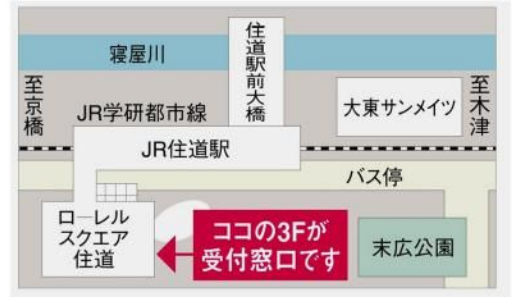 寝屋川
住道駅前大橋
至京橋
JR学研都市線
大東サンメイツ
至木津
JR住道駅
バス停
ローレル
スクエア
住道
ココの3Fが
受付窓口です
末広公園